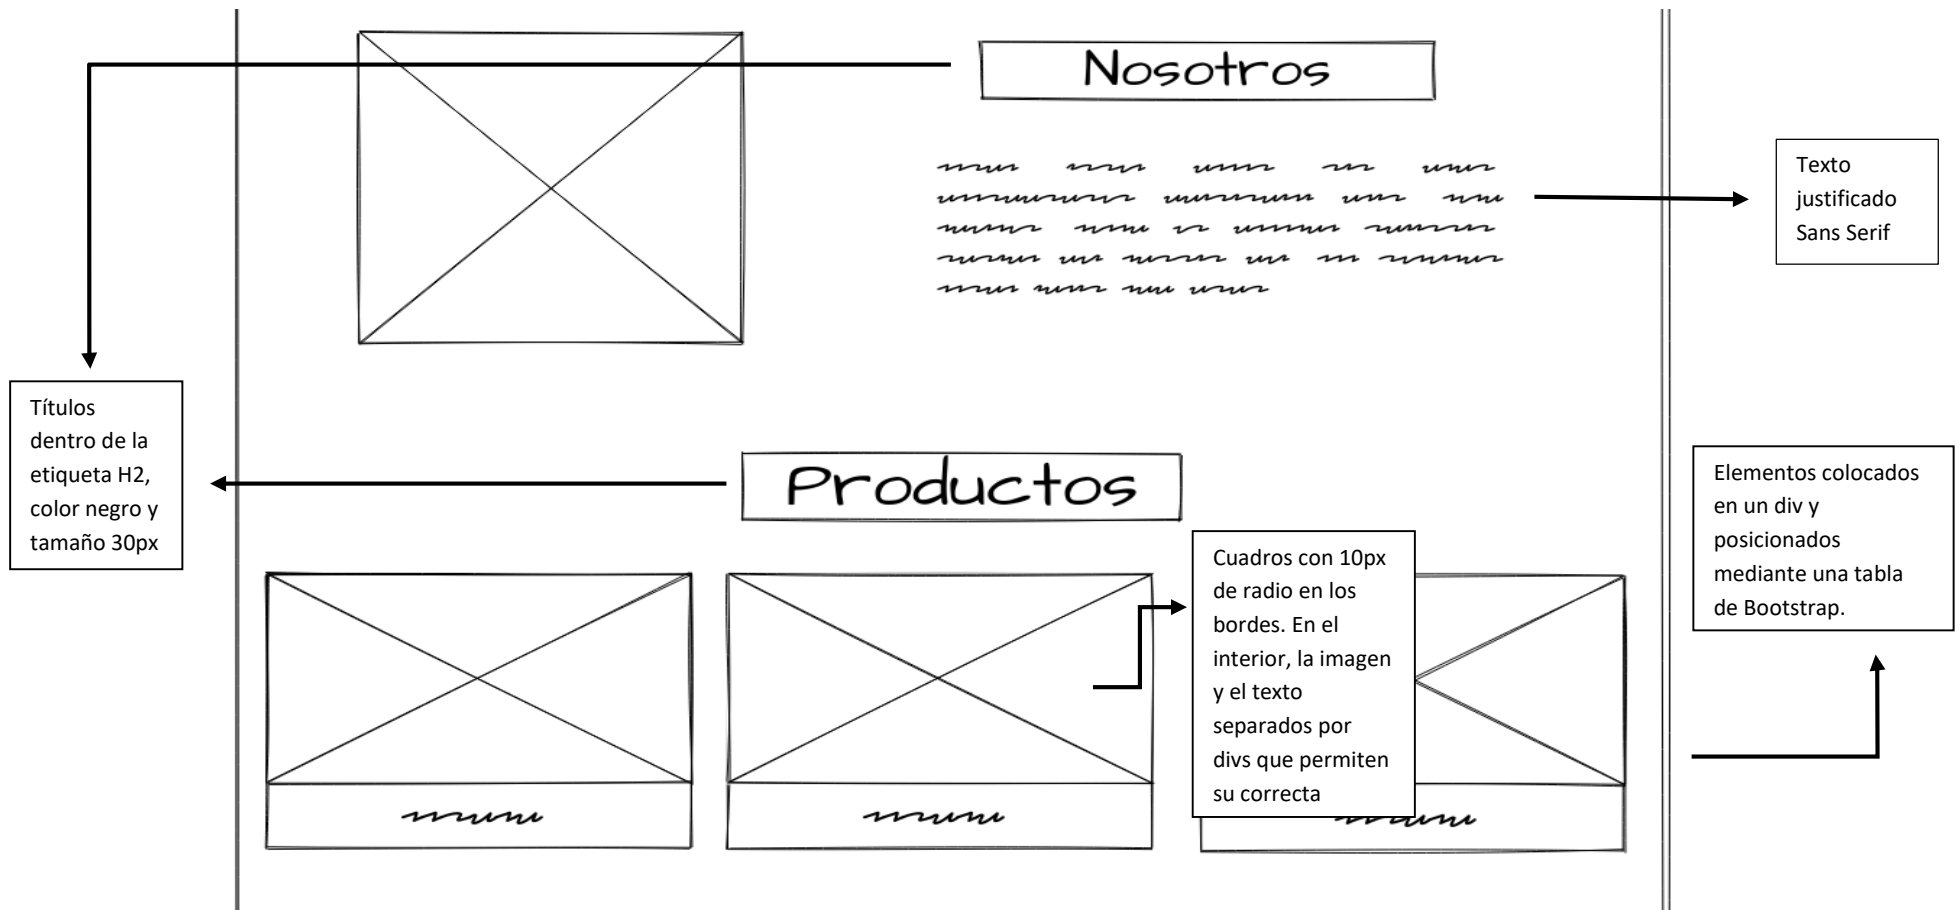 Nosotros
Texto
justificado
Sans Serif
Títulos
dentro de la
etiqueta H2,
color negro y
tamaño 30px
Productos
Elementos colocados
en un div y
posicionados
mediante una tabla
de Bootstrap.
Cuadros con 10px
de radio en los
bordes. En el
interior, la imagen
y el texto
separados por
divs que permiten
su correcta